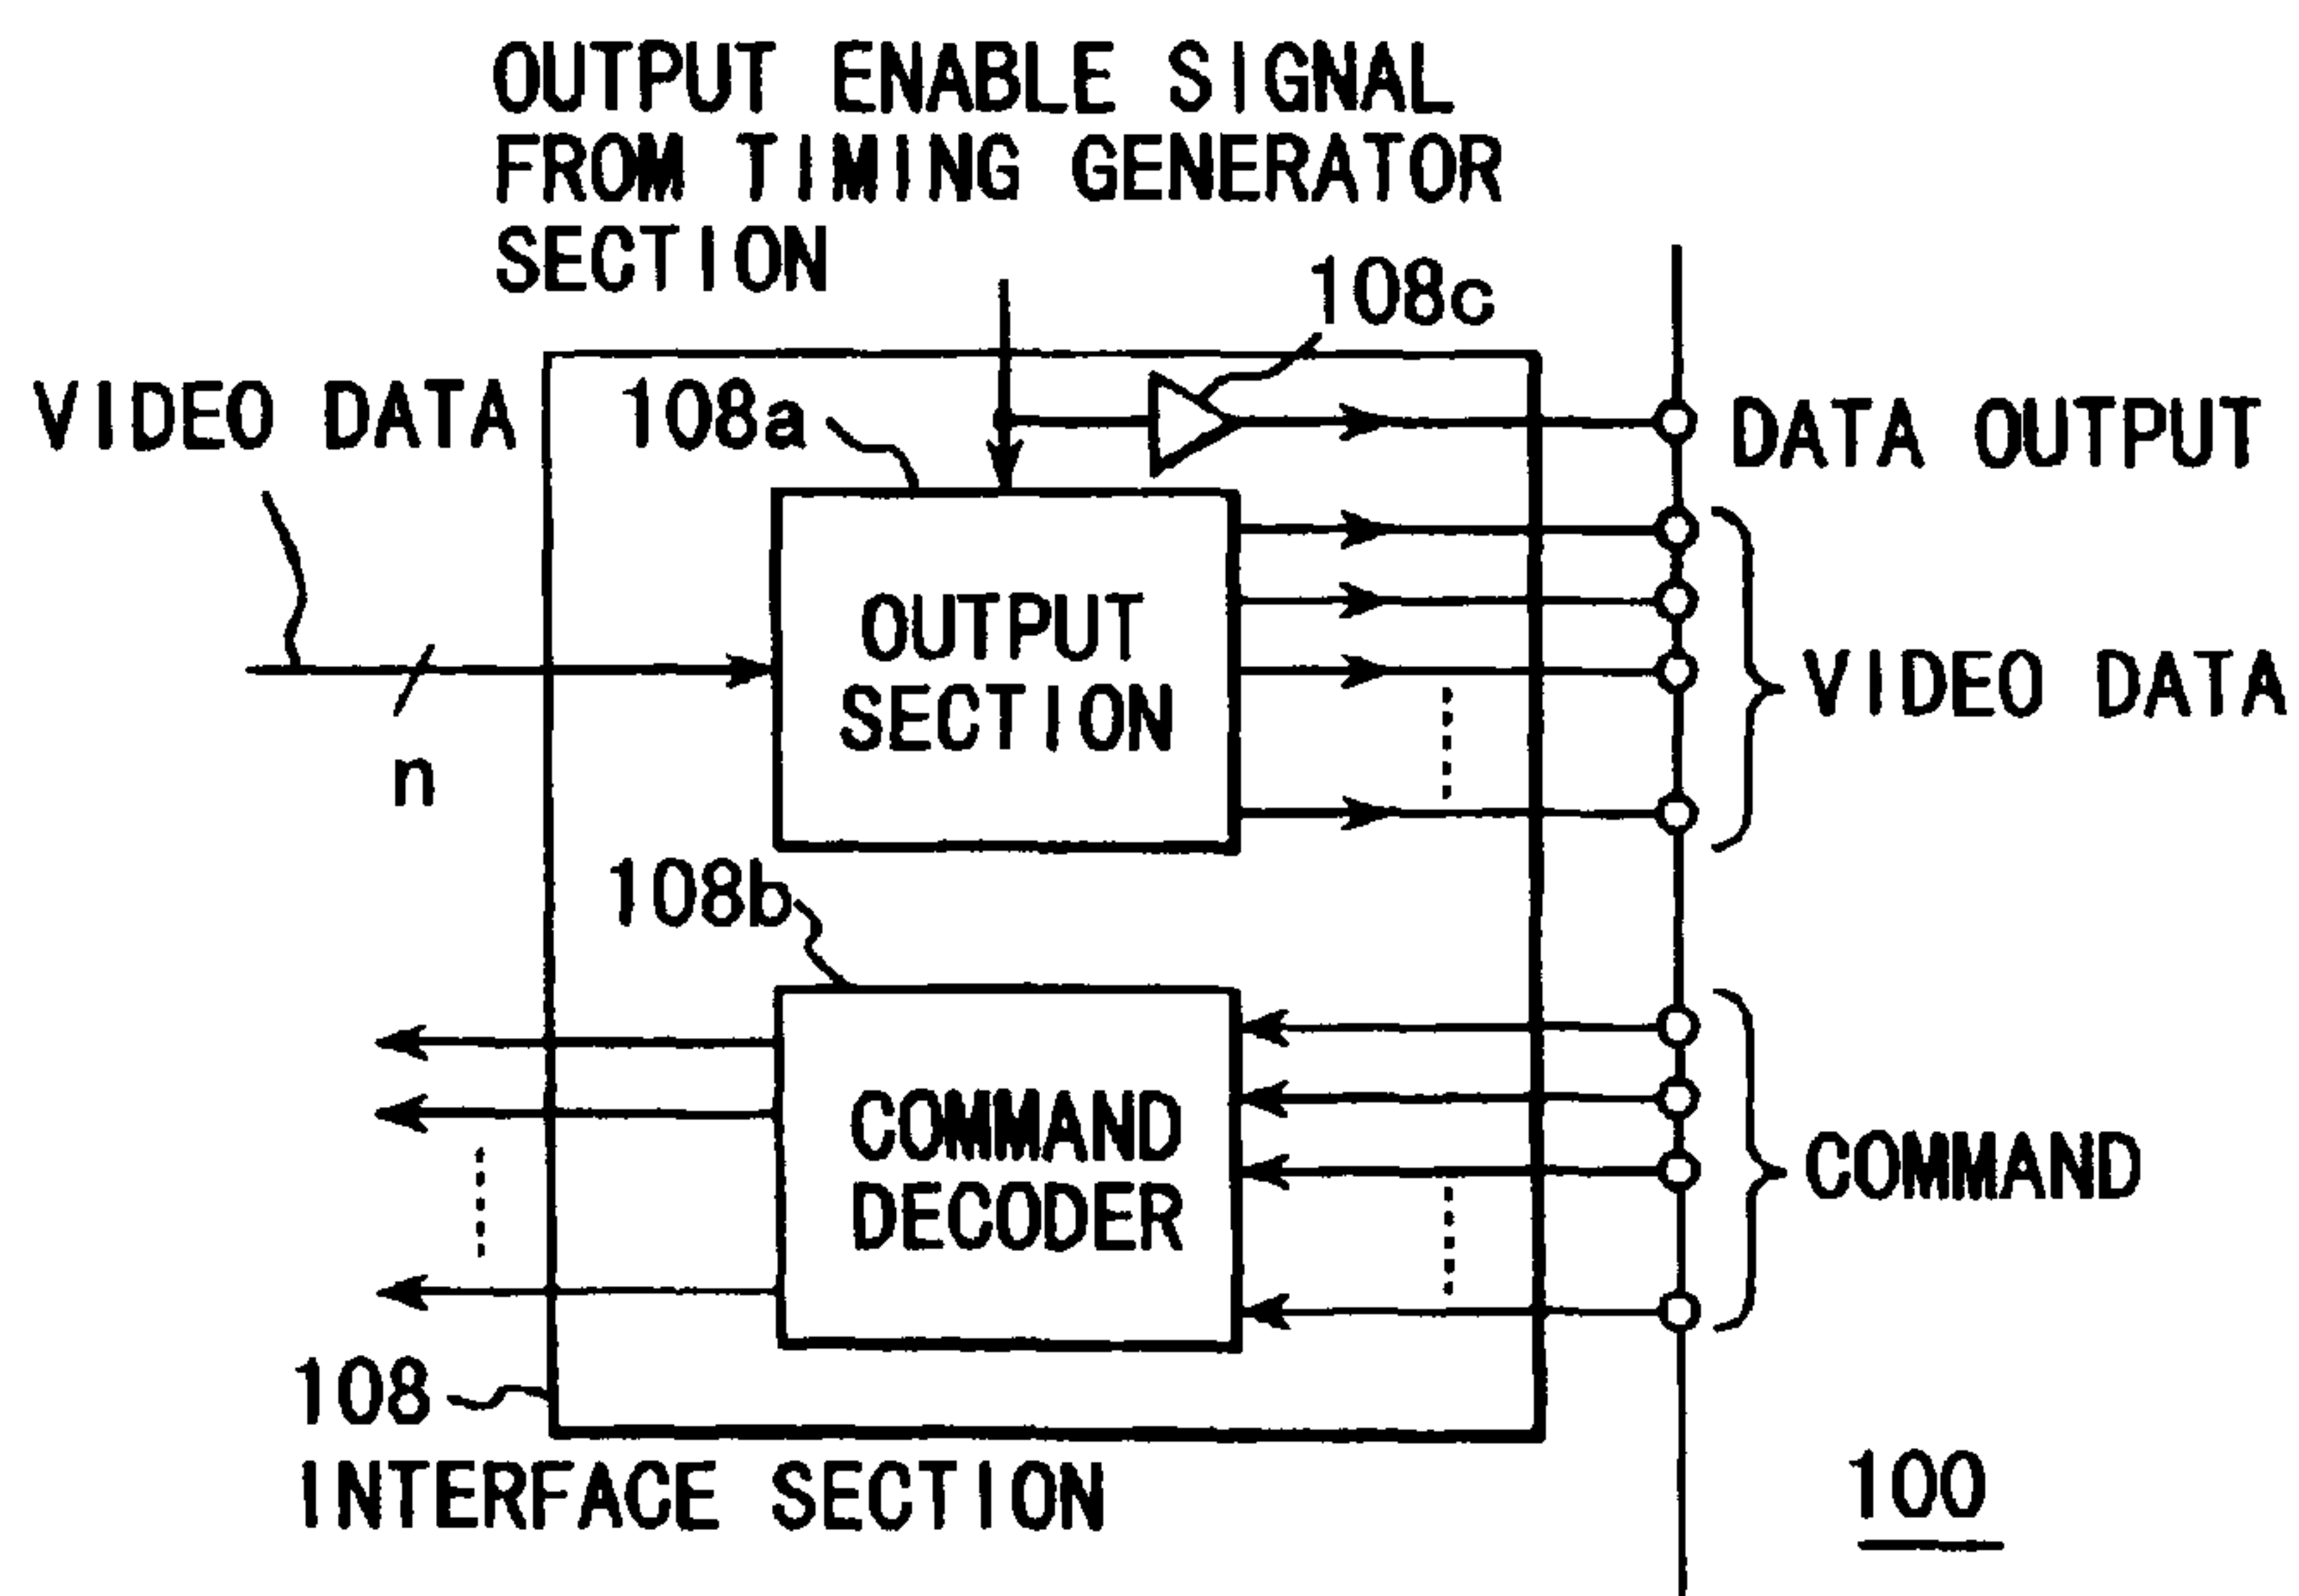 OUTPUT ENABLE SIGNAL
FROM TIMING GENERATOR
SECTION
108c
VIDEO DATA
108a
DATA OUTPUT
OUTPUT
SECTION
VIDEO DATA
n
108b
COMMAND
DECODER
COMMAND
108
INTERFACE SECTION
100